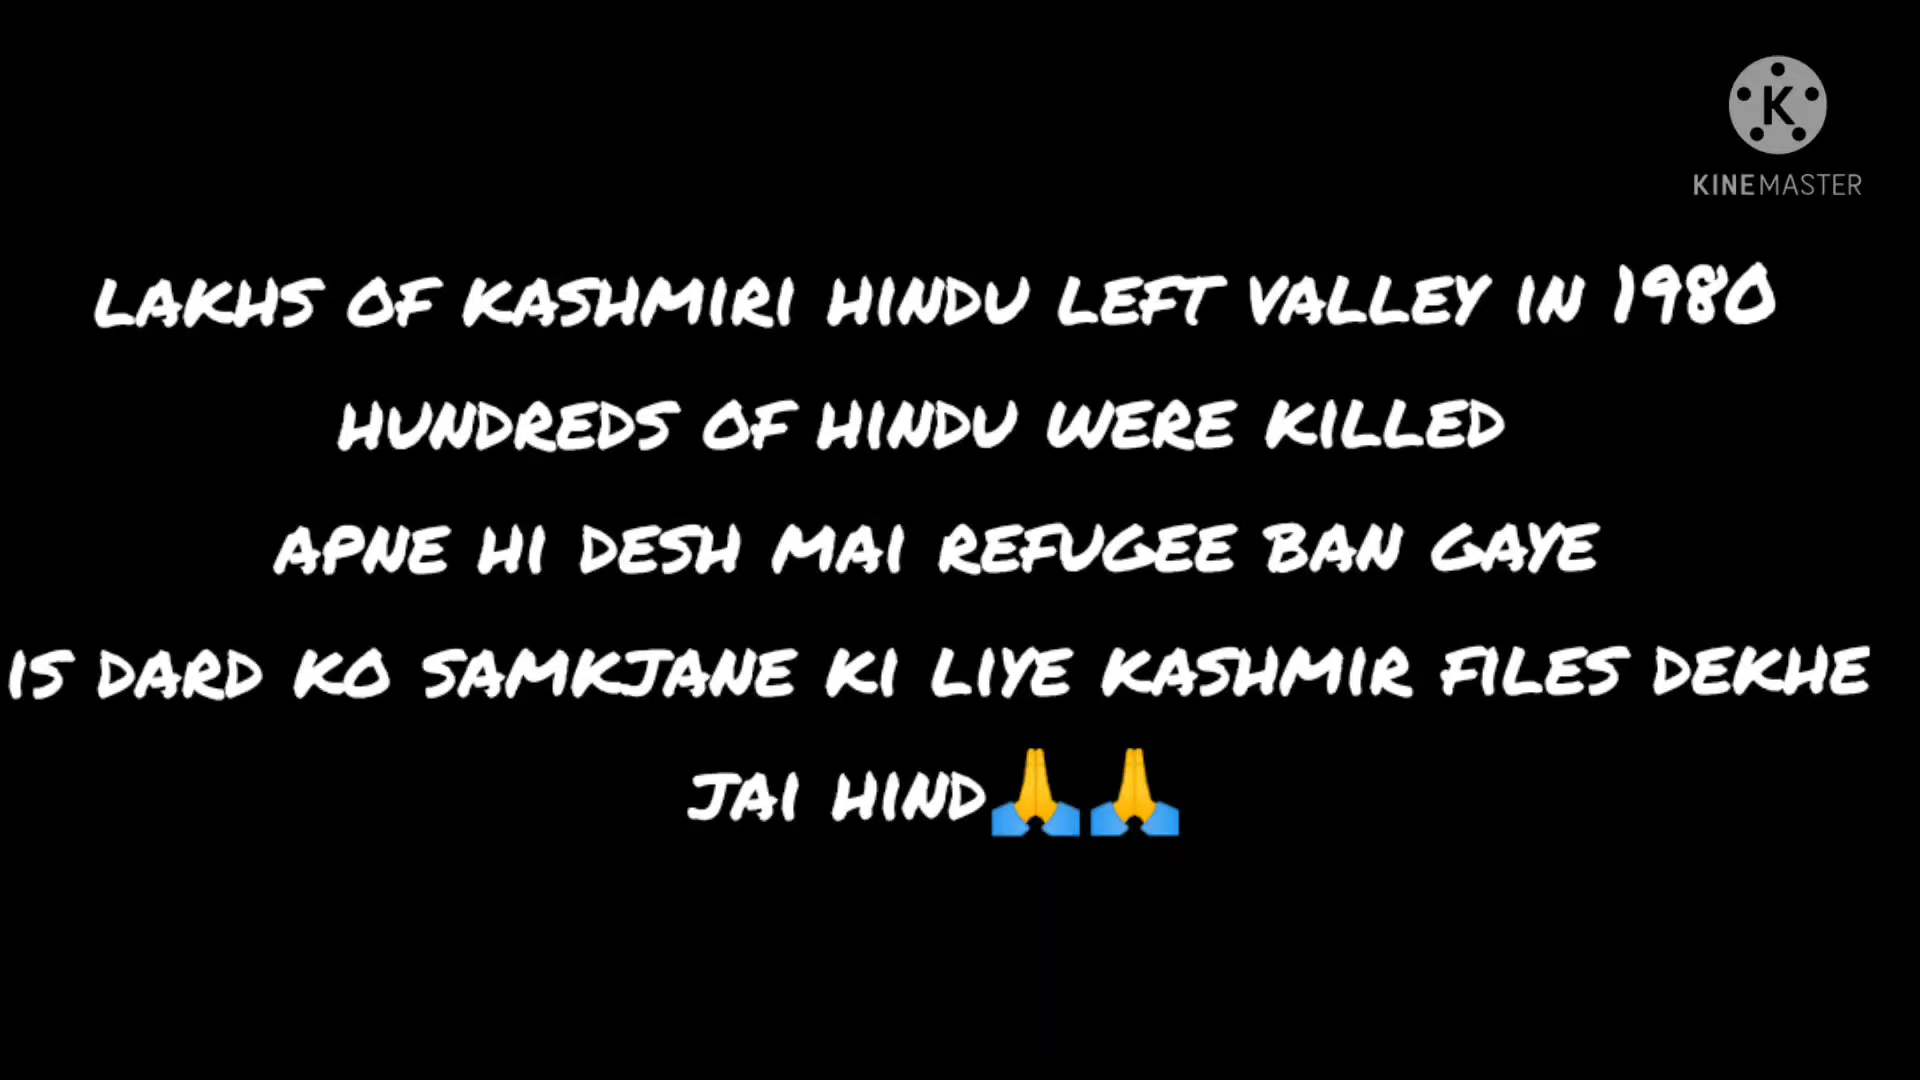 KINEMASTER
LAKHS OF KASHMIRI HINDU LEFT VALLEY IN 1980
HUNDREDS OF HINDU WERE KILLED
APNE HI DESH MAI REFUGEE BAN GAYE
IS DARD KO SAMKJANE KI LIYE KASHMIR FILES DEKHE
JAI HIND🙏🙏